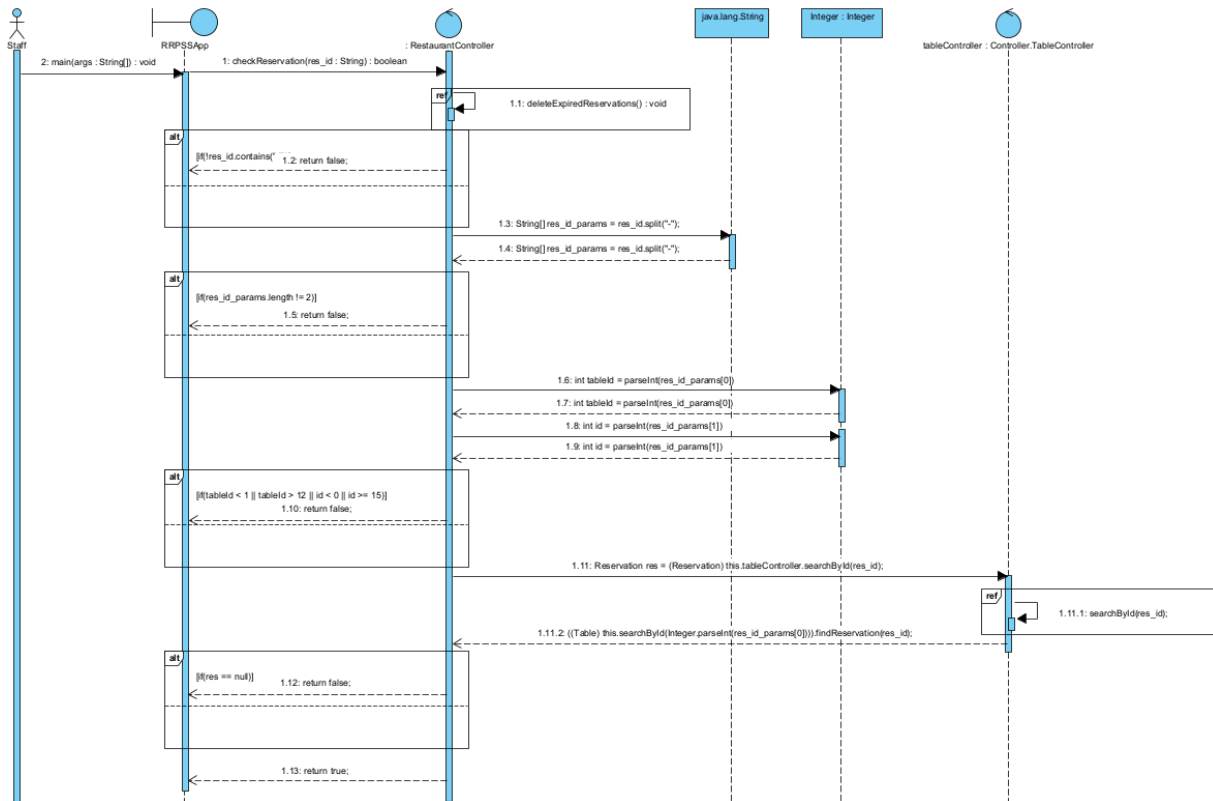 java.lang.String
Integer : Integer
Staff
RRPSSApp
: RestaurantController
tableController : Controller.TableController
2: main(args : String[]) : void
1: checkReservation(res_id : String) : boolean
ref
1.1: deleteExpiredReservations() : void
alt
[if(!res_id.contains("
1.2: return false;
1.3: String[] res_id_params = res_id.split("-");
1.4: String[] res_id_params = res_id.split("-");
alt
[if(res_id_params.length != 2)]
1.5: return false;
1.6: int tableId = parseInt(res_id_params[0])
1.7: int tableId = parseInt(res_id_params[0])
1.8: int id = parseInt(res_id_params[1])
1.9: int id = parseInt(res_id_params[1])
alt
[if(tableId < 1 || tableId > 12 || id < 0 || id >= 15)]
1.10: return false;
1.11: Reservation res = (Reservation) this.tableController.searchById(res_id);
ref
1.11.1: searchById(res_id);
1.11.2: ((Table) this.searchById(Integer.parseInt(res_id_params[0]))).findReservation(res_id);
alt
[if(res == null)]
1.12: return false;
1.13: return true;